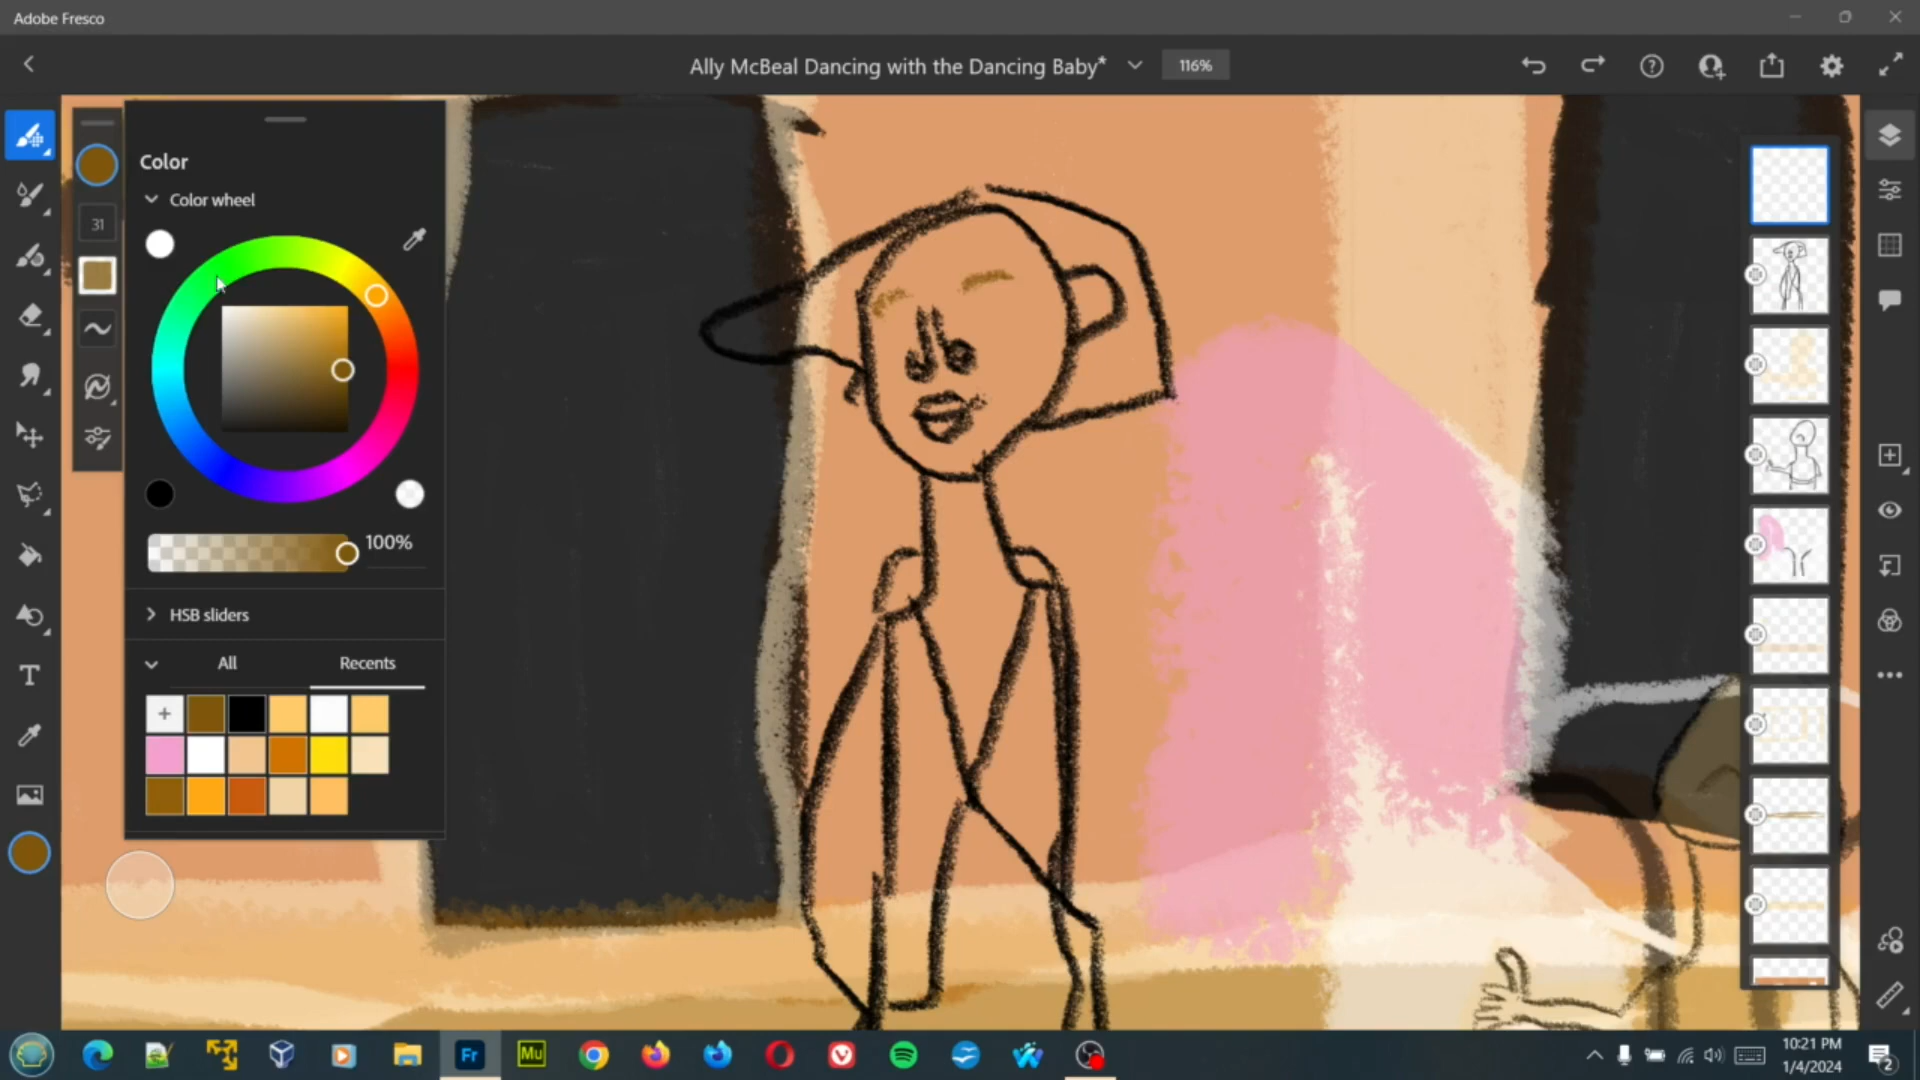 Adobe Fresco
Ally McBeal Dancing with the Dancing Baby*
116%
Color
Color wheel
31
100%
HSB sliders
All
Recents
Fr
Mu
10:21 PM
1/4/2024
2